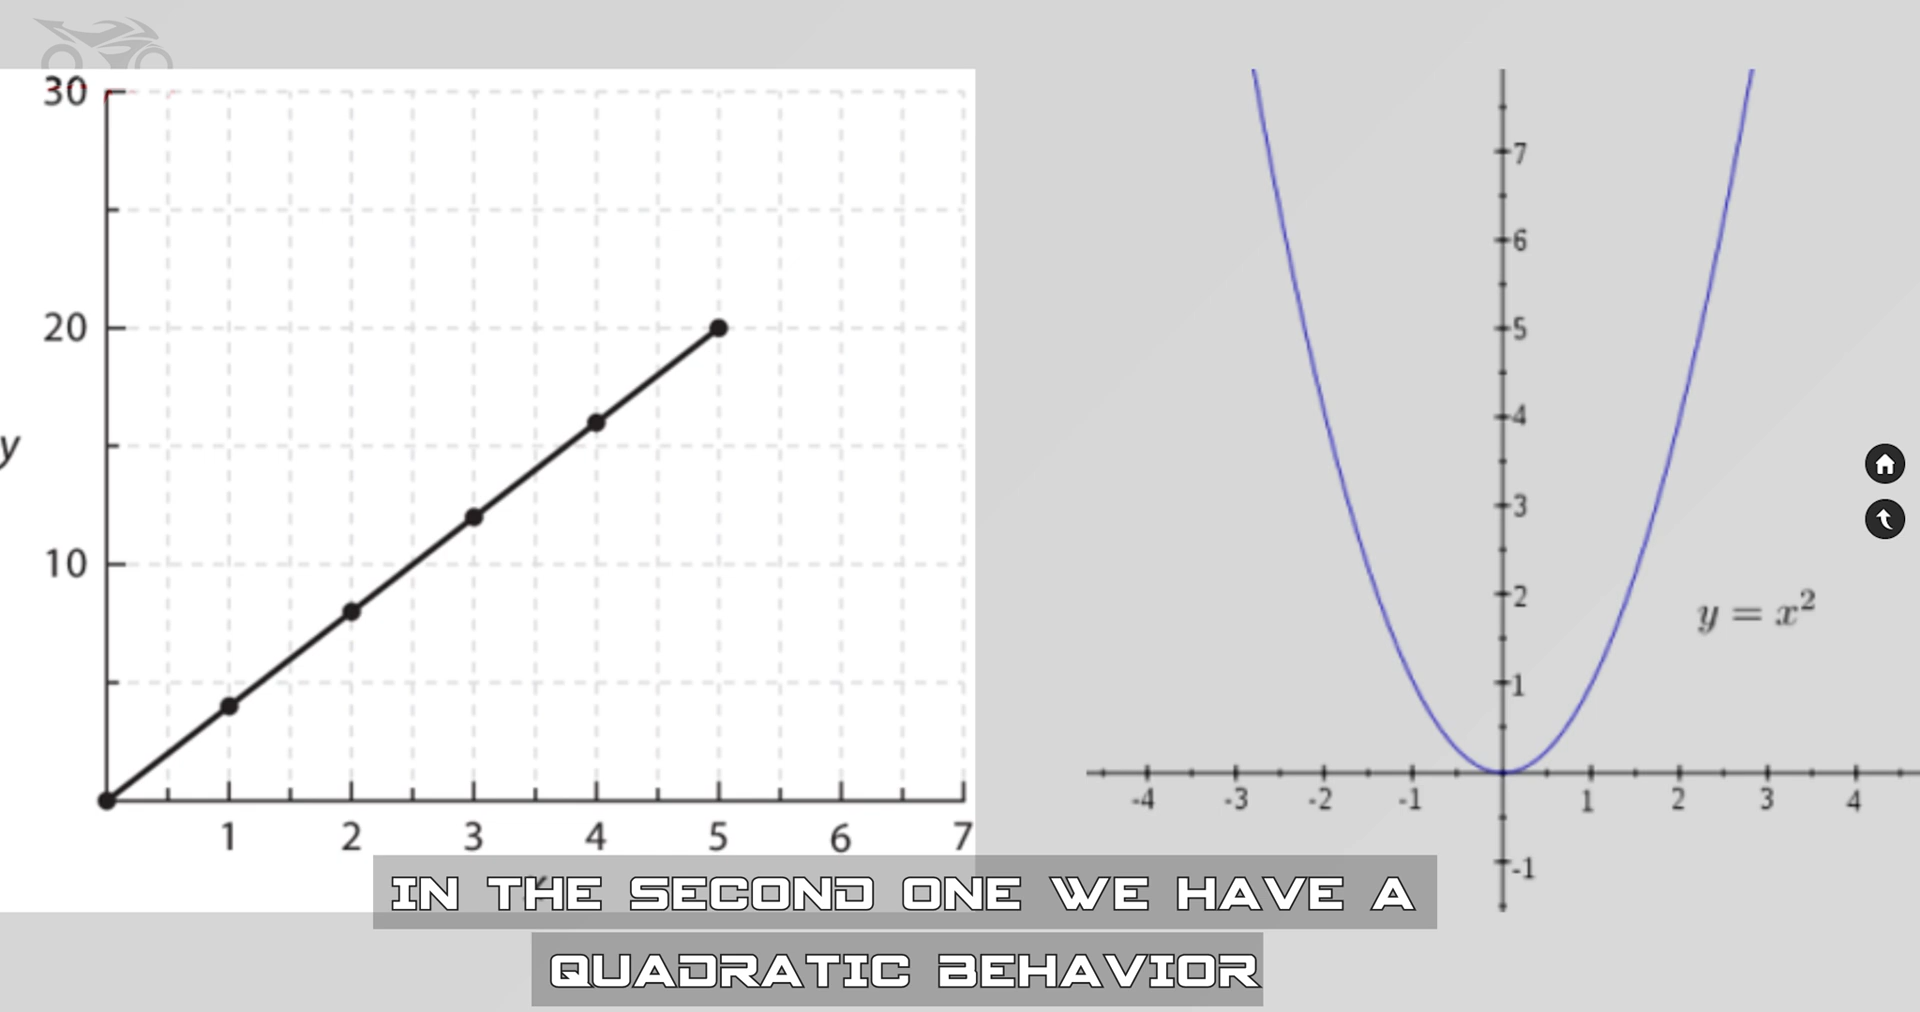 30
20
10
y
1 2 3 4 5 6 7
7
6
5
4
3
2
1
-4 -3 -2 -1 1 2 3 4
-1
y = x²
IN THE SECOND ONE WE HAVE A
QUADRATIC BEHAVIOR